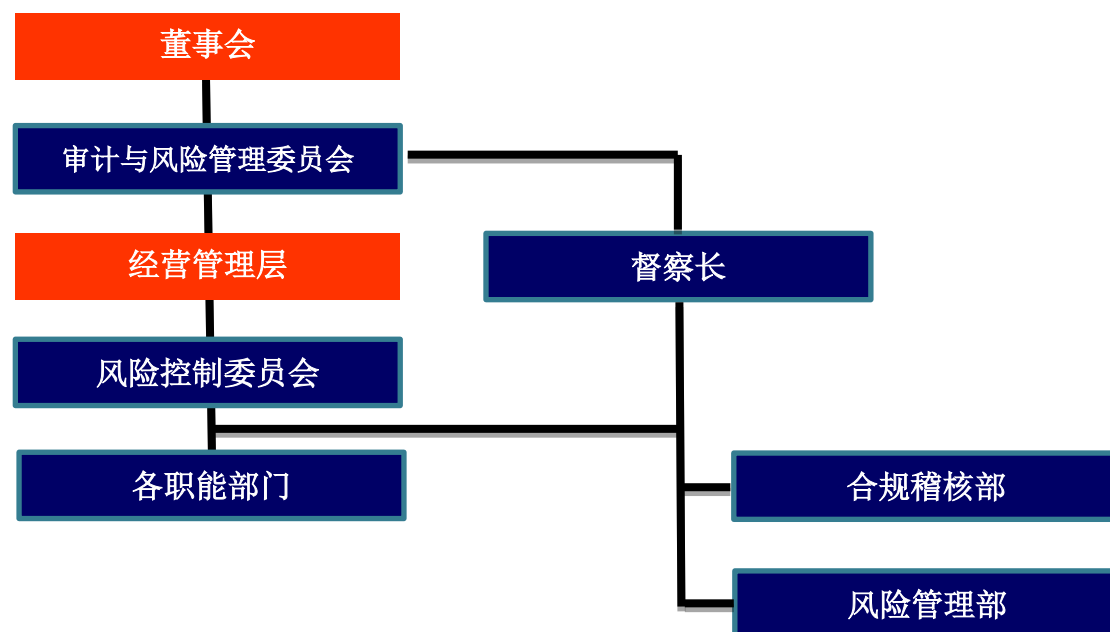 董事会
审计与风险管理委员会
经营管理层
督察长
风险控制委员会
各职能部门
合规稽核部
风险管理部